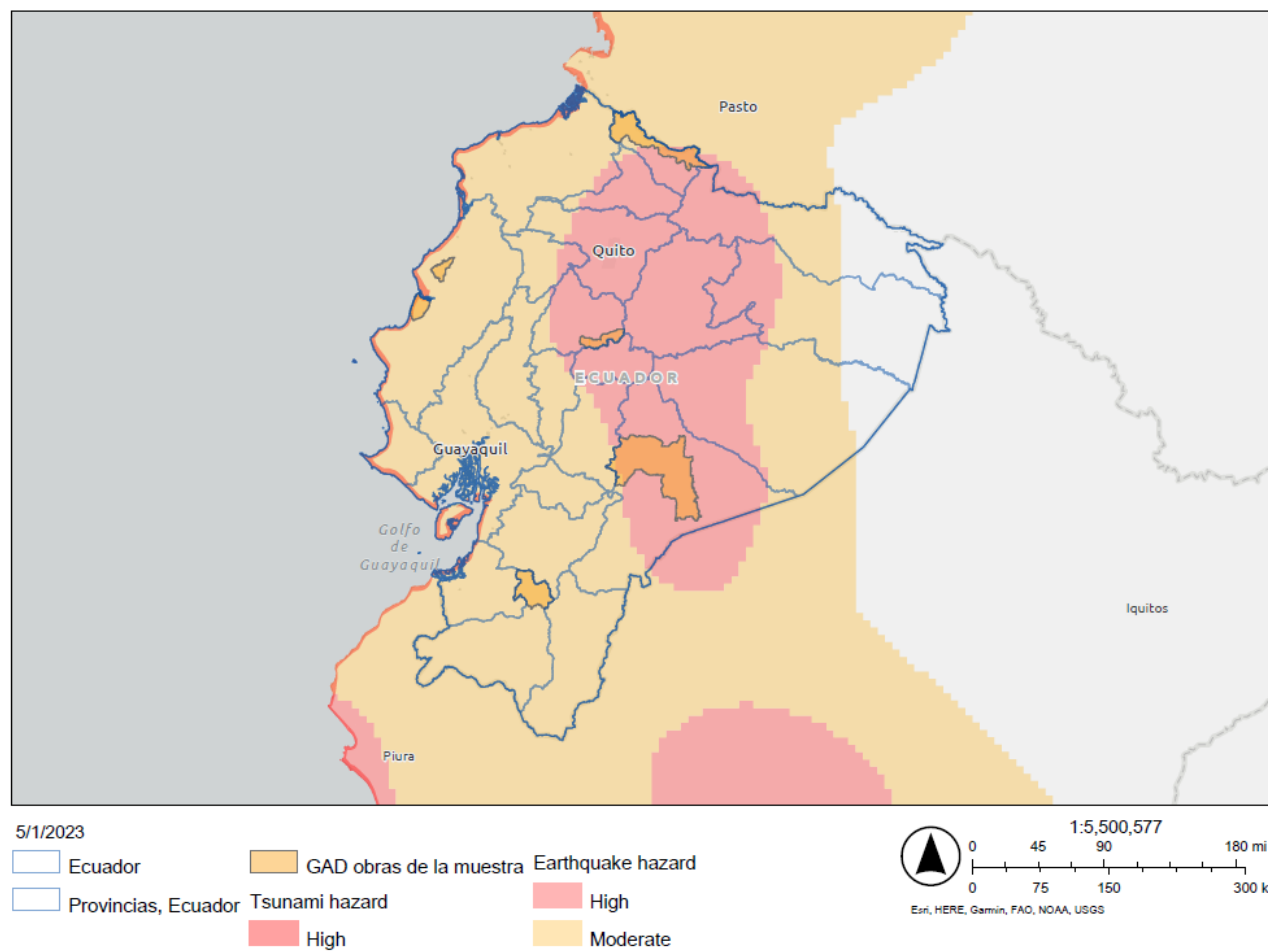 Pasto
Quito
ECUADOR
Guayaquil
Golfo
de
Guayaquil
Iquitos
Piura
5/1/2023
Ecuador
Provincias, Ecuador
GAD obras de la muestra
Tsunami hazard
High
Earthquake hazard
High
Moderate
1:5,500,577
0 45 90 180 mi
0 75 150 300 k
Esri, HERE, Garmin, FAO, NOAA, USGS